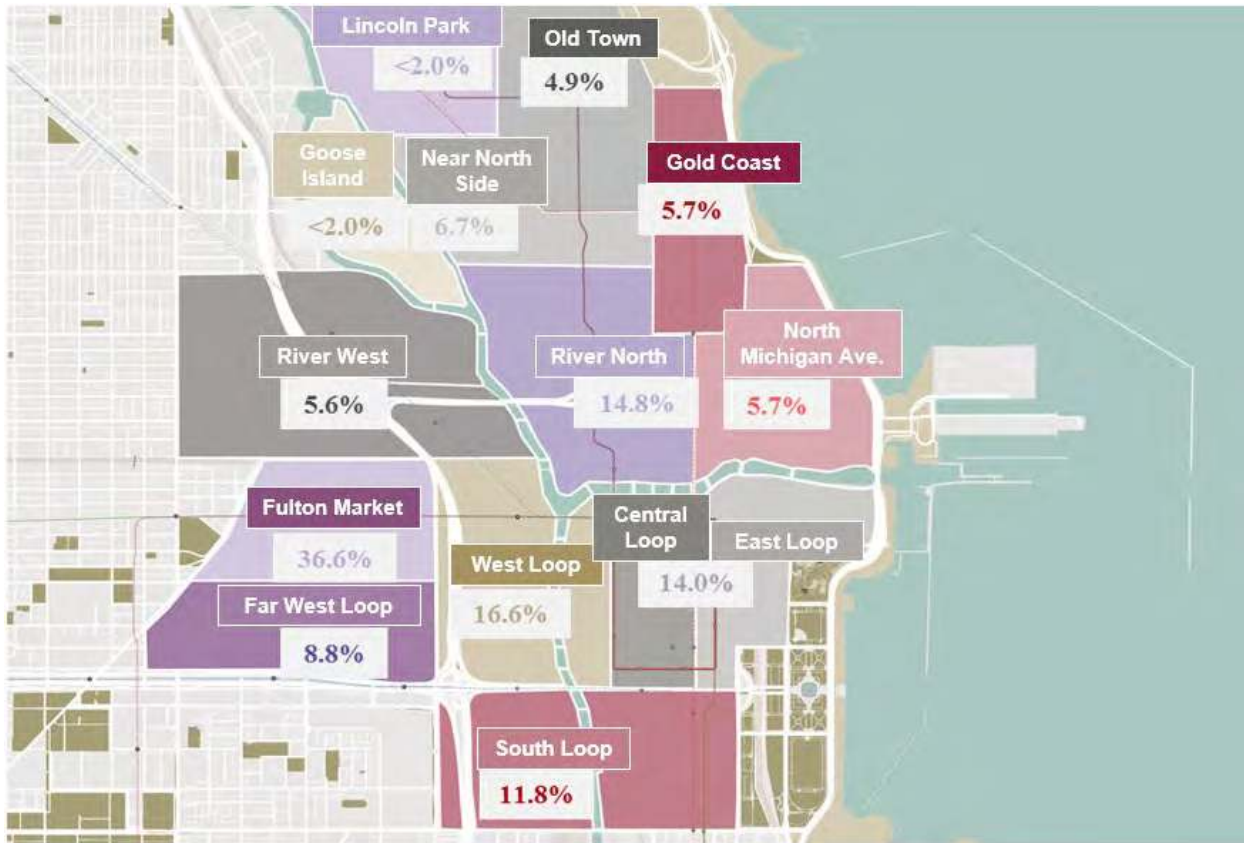 Lincoln Park
<2.0%
Old Town
4.9%
Goose
Island
<2.0%
Near North
Side
6.7%
Gold Coast
5.7%
River West
5.6%
River North
14.8%
North
Michigan Ave.
5.7%
Fulton Market
36.6%
Far West Loop
8.8%
West Loop
16.6%
Central
Loop
East Loop
14.0%
South Loop
11.8%